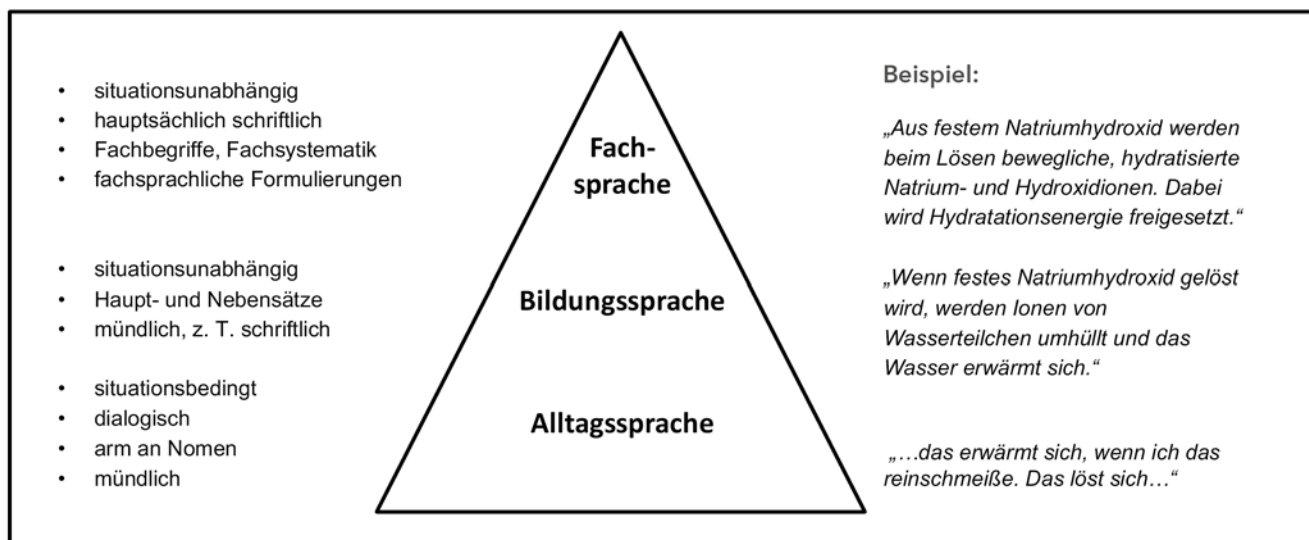 • situationsunabhängig
• hauptsächlich schriftlich
• Fachbegriffe, Fachsystematik
• fachsprachliche Formulierungen
Fach-
sprache
Beispiel:
„Aus festem Natriumhydroxid werden
beim Lösen bewegliche, hydratisierte
Natrium- und Hydroxidionen. Dabei
wird Hydratationsenergie freigesetzt.“
• situationsunabhängig
• Haupt- und Nebensätze
• mündlich, z. T. schriftlich
Bildungssprache
„Wenn festes Natriumhydroxid gelöst
wird, werden Ionen von
Wasserteilchen umhüllt und das
Wasser erwärmt sich.“
• situationsbedingt
• dialogisch
• arm an Nomen
• mündlich
Alltagssprache
„…das erwärmt sich, wenn ich das
reinschmeiße. Das löst sich…“